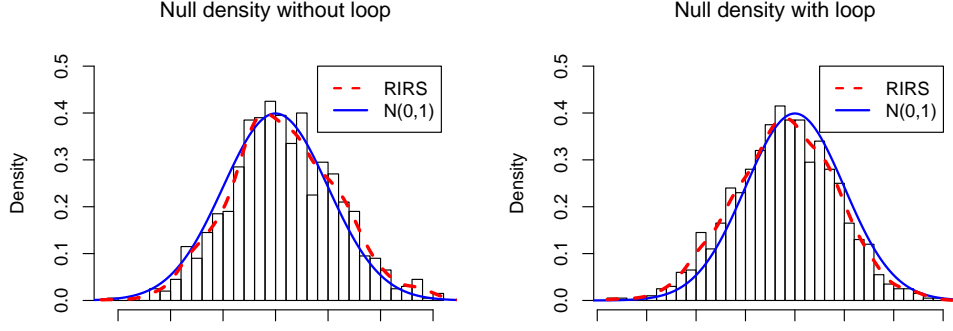 Null density without loop
Density
0.0 0.1 0.2 0.3 0.4 0.5
RIRS
N(0,1)
Null density with loop
Density
0.0 0.1 0.2 0.3 0.4 0.5
RIRS
N(0,1)